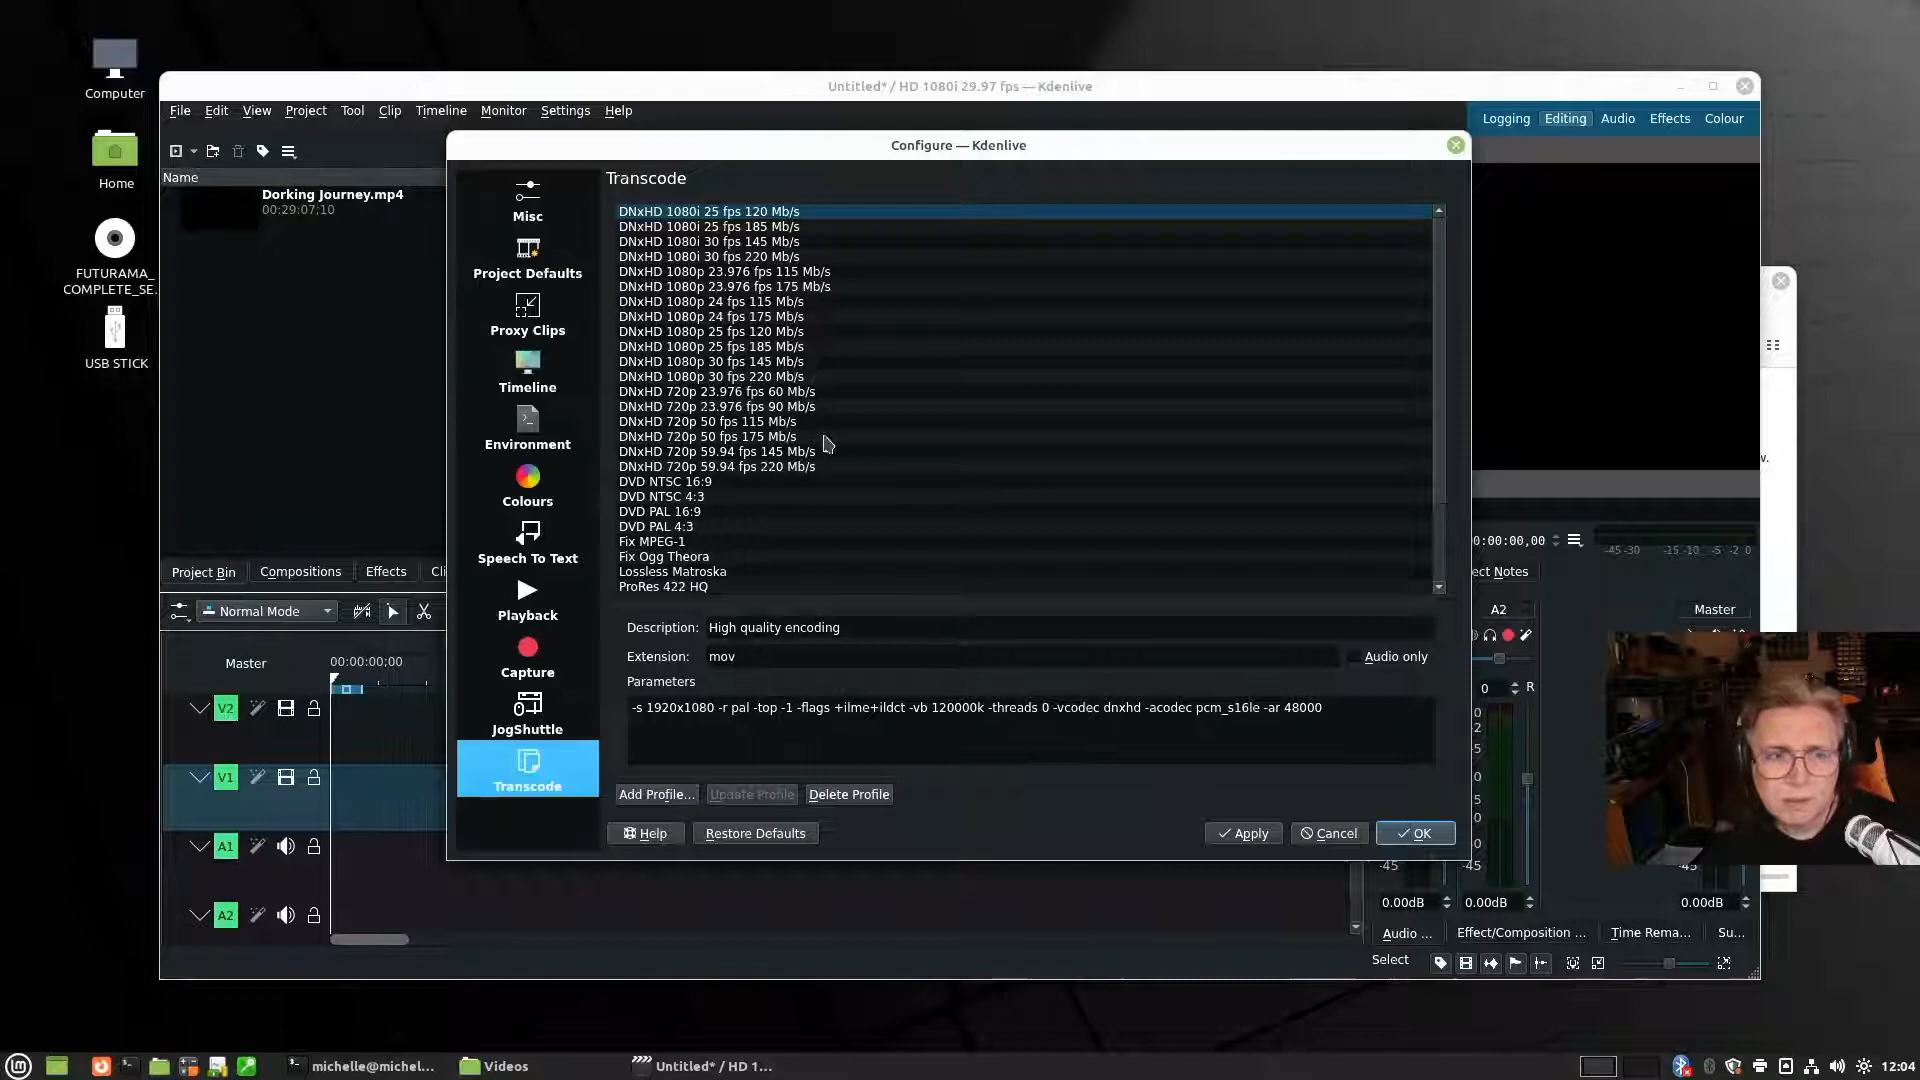 Computer
Home
FUTURAMA_
COMPLETE_SE...
USB STICK
Untitled* / HD 1080i 29.97 fps — Kdenlive
File Edit View Project Tool Clip Timeline Monitor Settings Help
Logging Editing Audio Effects Colour
Name
Dorking Journey.mp4
00:29:07;10
Configure — Kdenlive
Misc
Project Defaults
Proxy Clips
Timeline
Environment
Colours
Speech To Text
Playback
Capture
JogShuttle
Transcode
Transcode
DNxHD 1080i 25 fps 120 Mb/s
DNxHD 1080i 25 fps 185 Mb/s
DNxHD 1080i 30 fps 145 Mb/s
DNxHD 1080i 30 fps 220 Mb/s
DNxHD 1080p 23.976 fps 115 Mb/s
DNxHD 1080p 23.976 fps 175 Mb/s
DNxHD 1080p 24 fps 115 Mb/s
DNxHD 1080p 24 fps 175 Mb/s
DNxHD 1080p 25 fps 120 Mb/s
DNxHD 1080p 25 fps 185 Mb/s
DNxHD 1080p 30 fps 145 Mb/s
DNxHD 1080p 30 fps 220 Mb/s
DNxHD 720p 23.976 fps 60 Mb/s
DNxHD 720p 23.976 fps 90 Mb/s
DNxHD 720p 50 fps 115 Mb/s
DNxHD 720p 50 fps 175 Mb/s
DNxHD 720p 59.94 fps 145 Mb/s
DNxHD 720p 59.94 fps 220 Mb/s
DVD NTSC 16:9
DVD NTSC 4:3
DVD PAL 16:9
DVD PAL 4:3
Fix MPEG-1
Fix Ogg Theora
Lossless Matroska
ProRes 422 HQ
Description: High quality encoding
Extension: mov
Audio only
Parameters
-s 1920x1080 -r pal -top -1 -flags +ilme+ildct -vb 120000k -threads 0 -vcodec dnxhd -acodec pcm_s16le -ar 48000
Add Profile... Update Profile Delete Profile
Help Restore Defaults Apply Cancel OK
Project Bin Compositions Effects Cli
Normal Mode
Master 00:00:00;00
V2
V1
A1
A2
w.
0:00:00,00
-45 -30 -15 -10 -5 -2 0
ect Notes
A2 Master
0 R
-45 -45 -45
0.00dB 0.00dB 0.00dB
Audio ... Effect/Composition ... Time Rema... Su...
Select
michelle@michel... Videos Untitled* / HD 1... 12:04